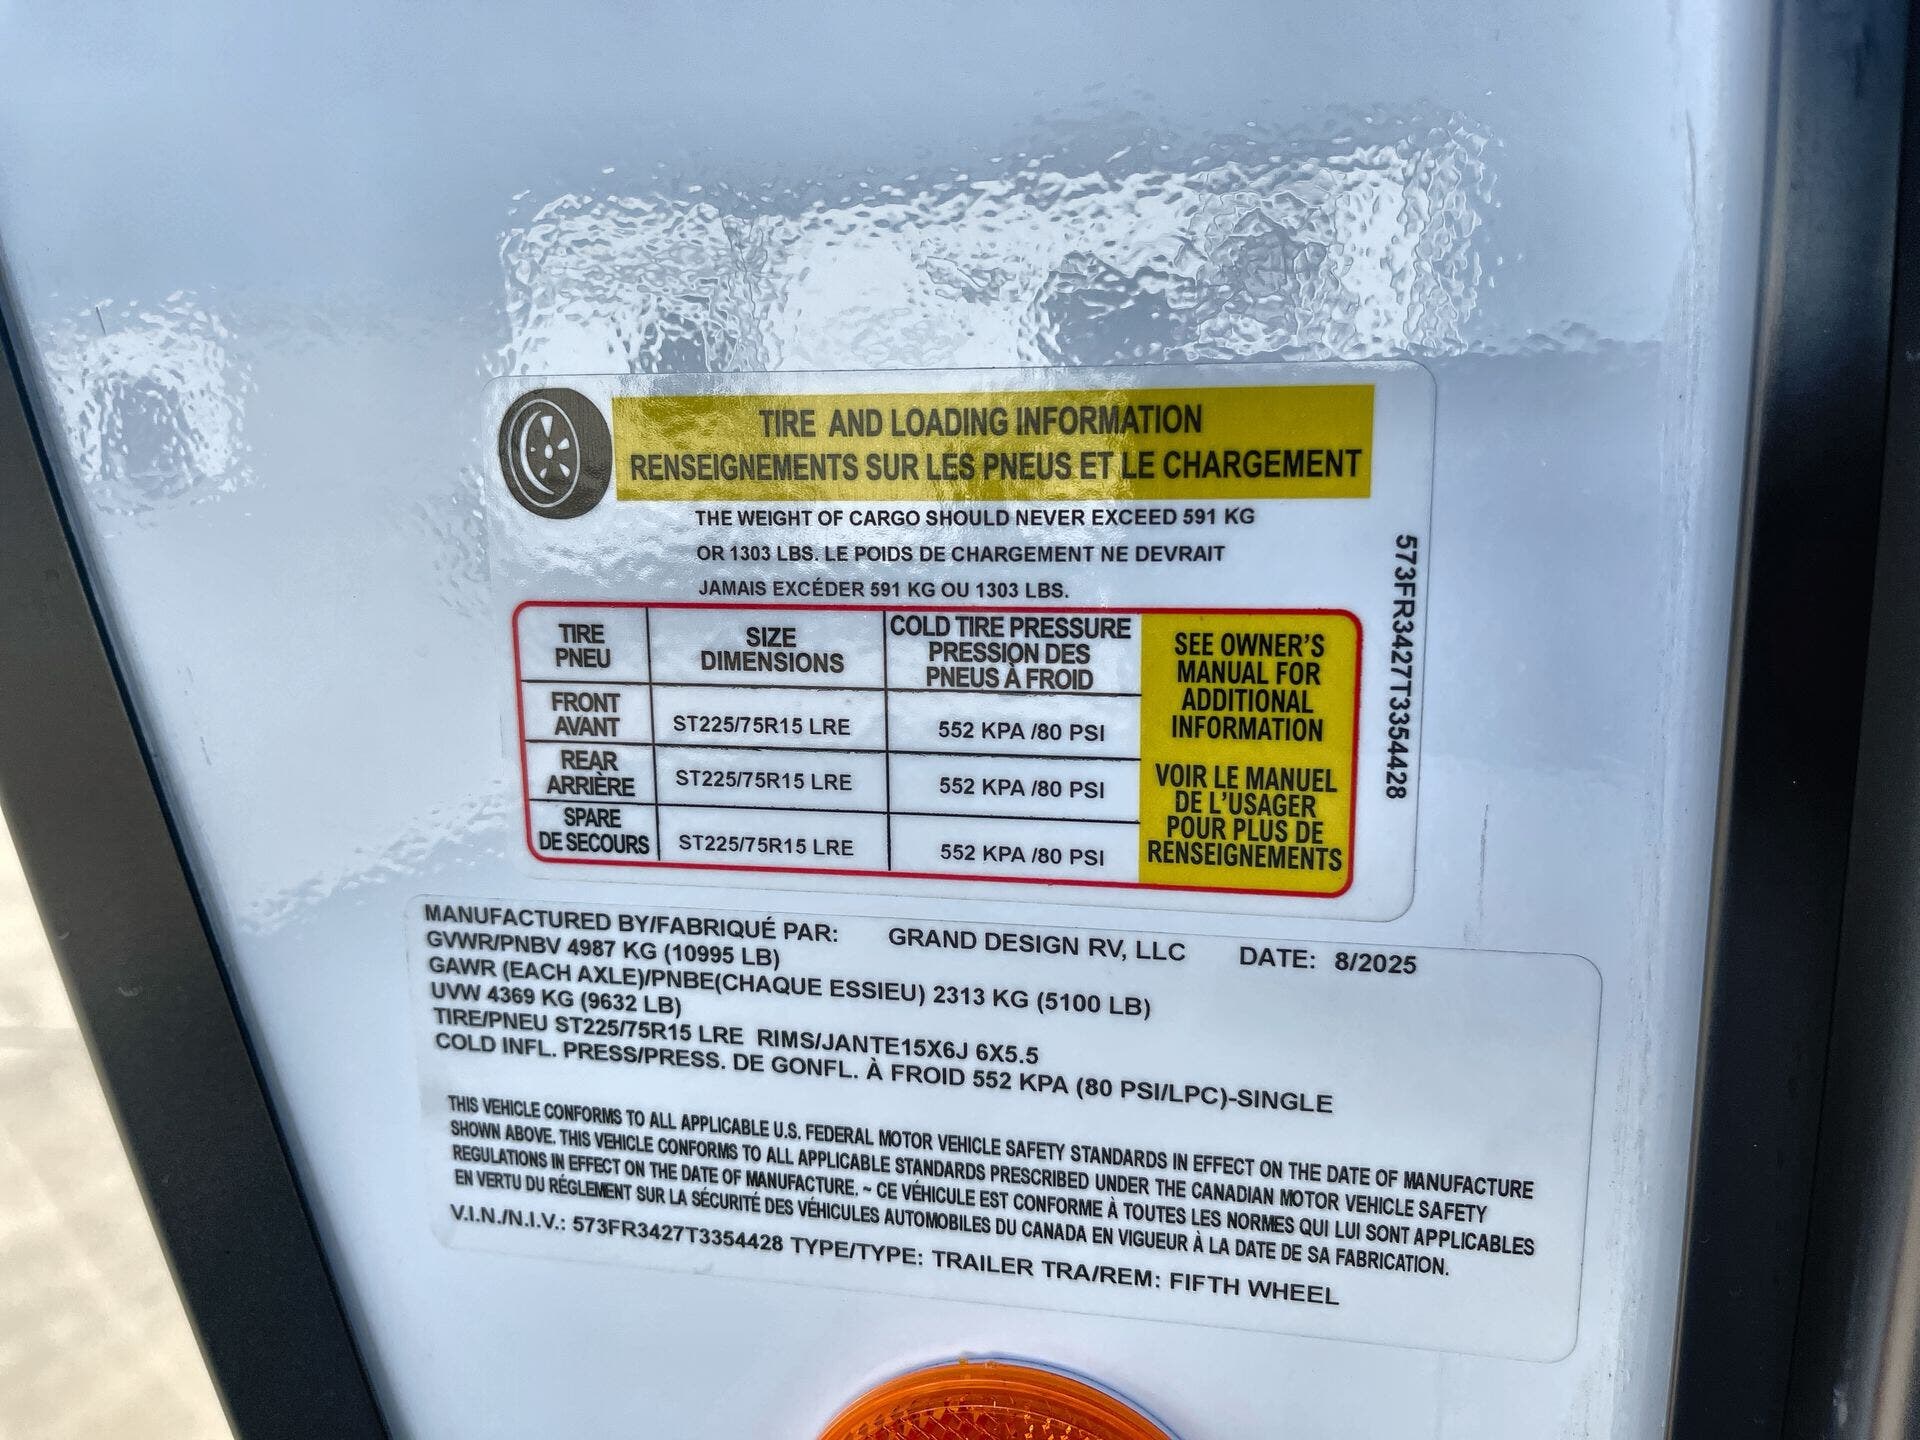 TIRE AND LOADING INFORMATION
RENSEIGNEMENTS SUR LES PNEUS ET LE CHARGEMENT
THE WEIGHT OF CARGO SHOULD NEVER EXCEED 591 KG
OR 1303 LBS. LE POIDS DE CHARGEMENT NE DEVRAIT
JAMAIS EXCÉDER 591 KG OU 1303 LBS.
TIRE
PNEU
SIZE
DIMENSIONS
COLD TIRE PRESSURE
PRESSION DES
PNEUS À FROID
FRONT
AVANT
ST225/75R15 LRE
552 KPA /80 PSI
REAR
ARRIÈRE
ST225/75R15 LRE
552 KPA /80 PSI
SPARE
DE SECOURS
ST225/75R15 LRE
552 KPA /80 PSI
SEE OWNER'S
MANUAL FOR
ADDITIONAL
INFORMATION
VOIR LE MANUEL
DE L'USAGER
POUR PLUS DE
RENSEIGNEMENTS
573FR3427T3354428
MANUFACTURED BY/FABRIQUÉ PAR: GRAND DESIGN RV, LLC DATE: 8/2025
GVWR/PNBV 4987 KG (10995 LB)
GAWR (EACH AXLE)/PNBE(CHAQUE ESSIEU) 2313 KG (5100 LB)
UVW 4369 KG (9632 LB)
TIRE/PNEU ST225/75R15 LRE RIMS/JANTE15X6J 6X5.5
COLD INFL. PRESS/PRESS. DE GONFL. À FROID 552 KPA (80 PSI/LPC)-SINGLE
THIS VEHICLE CONFORMS TO ALL APPLICABLE U.S. FEDERAL MOTOR VEHICLE SAFETY STANDARDS IN EFFECT ON THE DATE OF MANUFACTURE
SHOWN ABOVE. THIS VEHICLE CONFORMS TO ALL APPLICABLE STANDARDS PRESCRIBED UNDER THE CANADIAN MOTOR VEHICLE SAFETY
REGULATIONS IN EFFECT ON THE DATE OF MANUFACTURE. ~ CE VÉHICULE EST CONFORME À TOUTES LES NORMES QUI LUI SONT APPLICABLES
EN VERTU DU RÉGLEMENT SUR LA SÉCURITÉ DES VÉHICULES AUTOMOBILES DU CANADA EN VIGUEUR À LA DATE DE SA FABRICATION.
V.I.N./N.I.V.: 573FR3427T3354428 TYPE/TYPE: TRAILER TRA/REM: FIFTH WHEEL